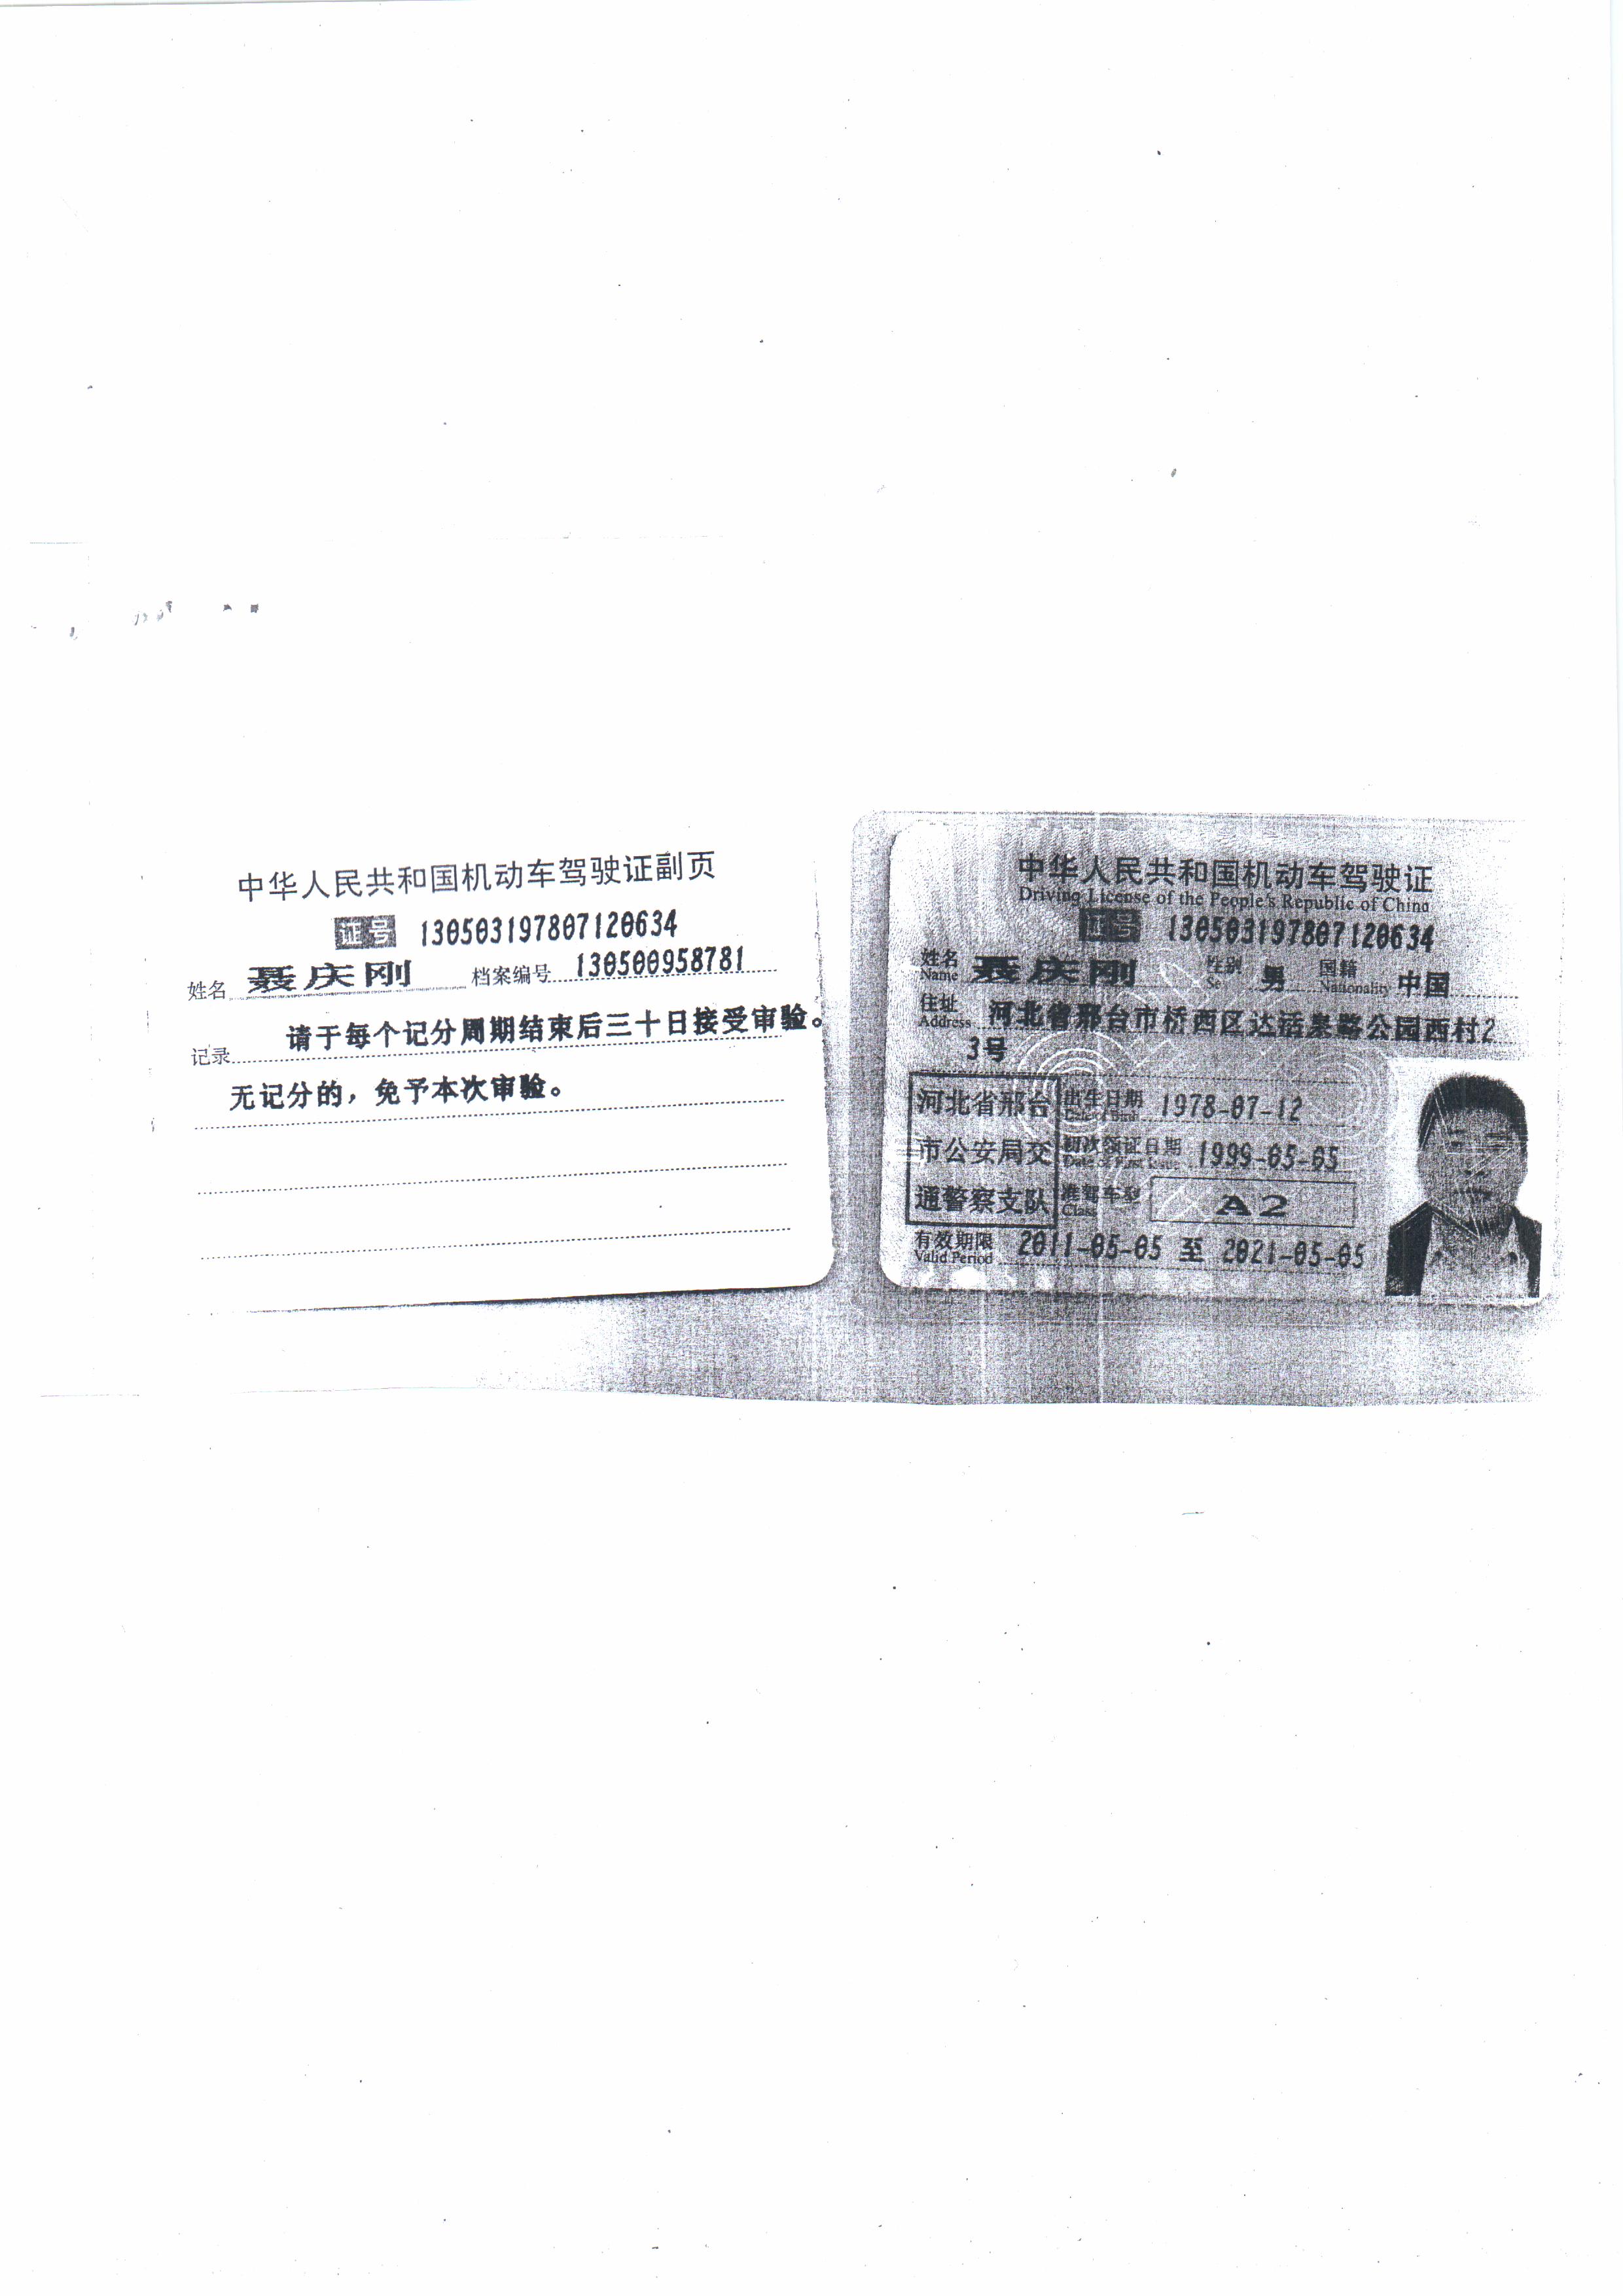 中华人民共和国机动车驾驶证副页
证号 130503197807120634
姓名 聂庆刚 档案编号 130500958781
记录 请于每个记分周期结束后三十日接受审验。
无记分的，免予本次审验。
中华人民共和国机动车驾驶证
Driving License of the People's Republic of China
证号 130503197807120634
姓名 聂庆刚 性别 男 国籍 中国
Name Sex Nationality
住址 河北省邢台市桥西区达活泉路公园西村2
Address
3号
河北省邢台
市公安局交
通警察支队
出生日期 1978-07-12
Date of Birth
初次领证日期 1999-05-05
Date of First Issue
准驾车型 A2
Class
有效期限 2011-05-05 至 2021-05-05
Valid Period